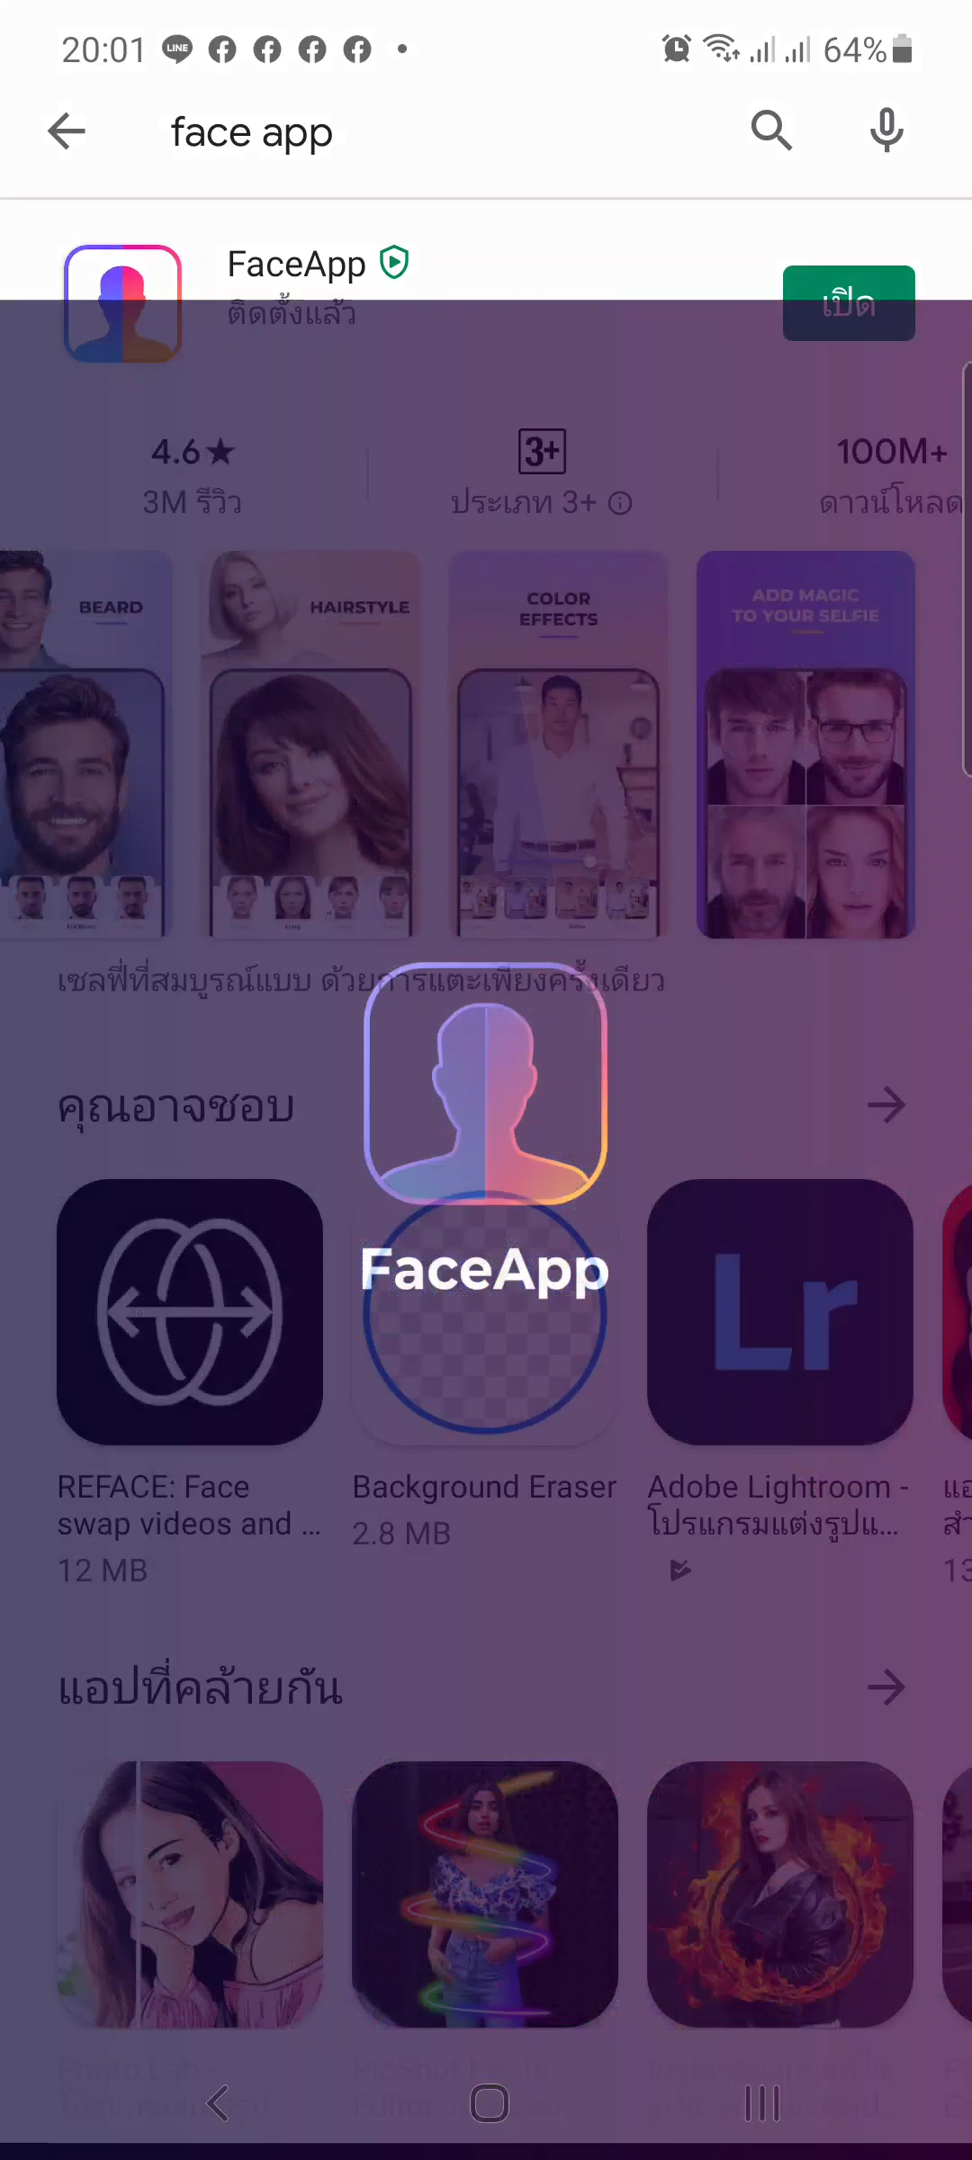 20:01 LINE 64%
face app
FaceApp
ติดตั้งแล้ว
เปิด
4.6★ 3+ 100M+
3M รีวิว ประเภท 3+ ดาวน์โหลด
BEARD
HAIRSTYLE
COLOR
EFFECTS
ADD MAGIC
TO YOUR SELFIE
เซลฟี่ที่สมบูรณ์แบบ ด้วยการแตะเพียงครั้งเดียว
คุณอาจชอบ
FaceApp
Lr
REFACE: Face
swap videos and ...
12 MB
Background Eraser
2.8 MB
Adobe Lightroom -
โปรแกรมแต่งรูปแ...
แอปที่คล้ายกัน
Photo Lab -
Editor